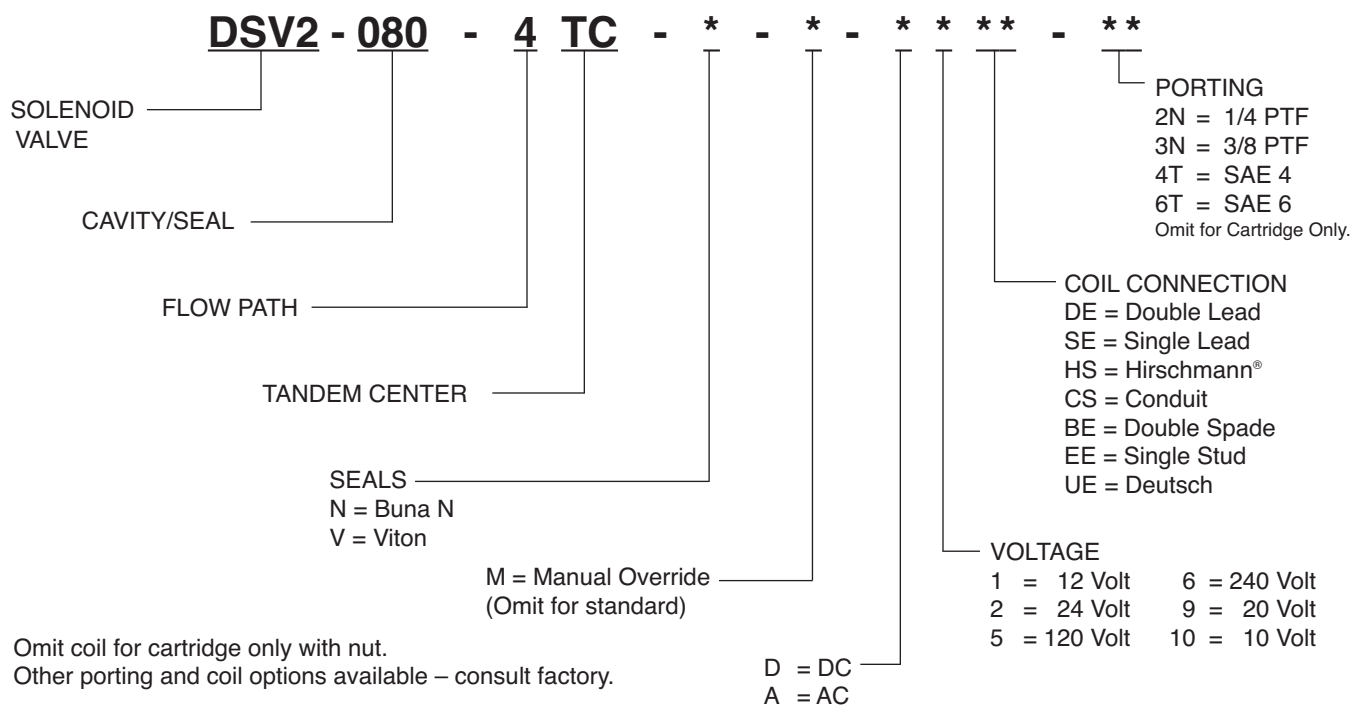 DSV2 - 080 - 4 TC - * - * - * * ** - **
SOLENOID
VALVE
CAVITY/SEAL
FLOW PATH
TANDEM CENTER
SEALS
N = Buna N
V = Viton
M = Manual Override
(Omit for standard)
D = DC
A = AC
VOLTAGE
1 = 12 Volt 6 = 240 Volt
2 = 24 Volt 9 = 20 Volt
5 = 120 Volt 10 = 10 Volt
COIL CONNECTION
DE = Double Lead
SE = Single Lead
HS = Hirschmann®
CS = Conduit
BE = Double Spade
EE = Single Stud
UE = Deutsch
PORTING
2N = 1/4 PTF
3N = 3/8 PTF
4T = SAE 4
6T = SAE 6
Omit for Cartridge Only.
Omit coil for cartridge only with nut.
Other porting and coil options available – consult factory.